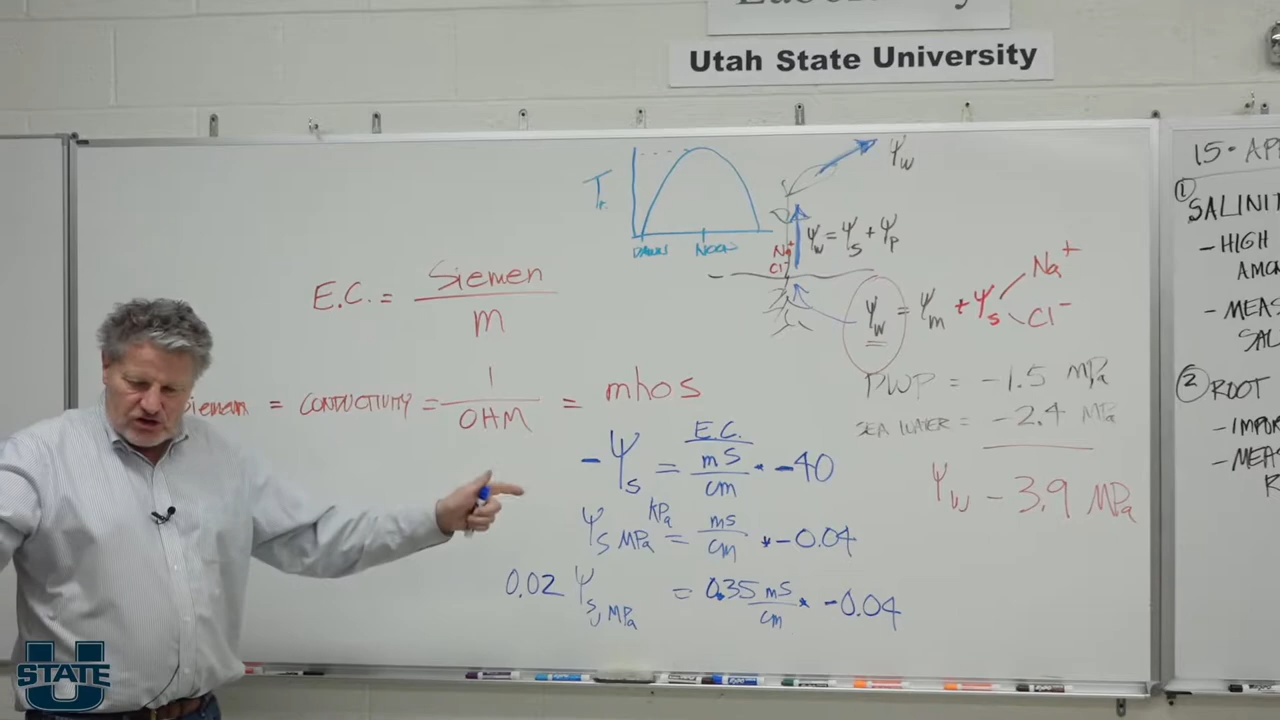 Laboratory
Utah State University
T
DAWN NOON
Ψw
Ψw = Ψs + Ψp
Na+
Cl-
Ψw = Ψm + Ψs
Na+
Cl-
E.C. = Siemen / m
Siemen = CONDUCTIVITY = 1 / OHM = mhos
PWP = -1.5 MPa
SEA WATER = -2.4 MPa
Ψw -3.9 MPa
-Ψs = E.C. mS / cm • -40
kPa
Ψs MPa = mS / cm * -0.04
0.02 Ψs, MPa = 0.35 mS / cm * -0.04
15• APP
① SALINIT
- HIGH
AMO
- MEAS
SAL
② ROOT
- IMPOR
- MEAS
R
U STATE